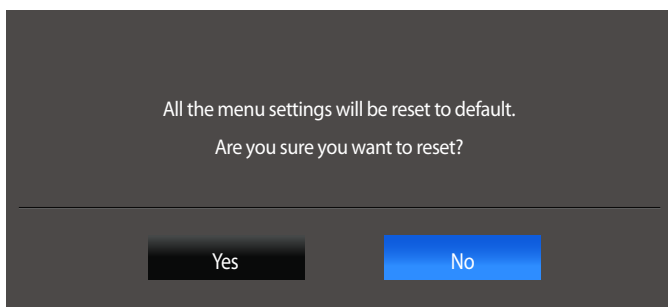 All the menu settings will be reset to default.
Are you sure you want to reset?
Yes
No